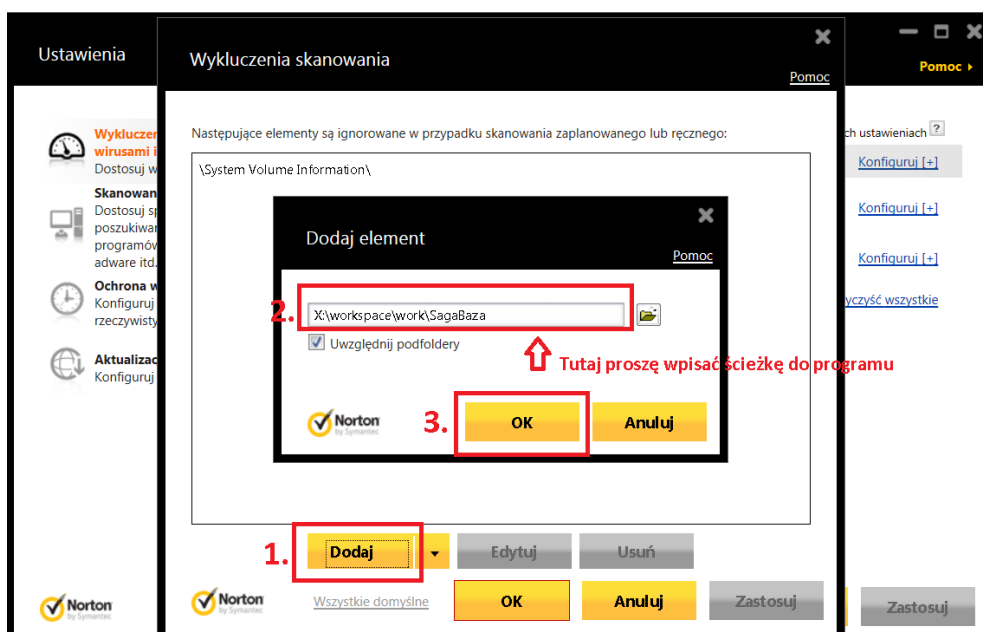 Ustawienia
Pomoc
Wykluczenia skanowania
Pomoc
Następujące elementy są ignorowane w przypadku skanowania zaplanowanego lub ręcznego:
\System Volume Information\
Wykluczen
wirusami i
Dostosuj w
Skanowan
Dostosuj sp
poszukiwan
programów
adware itd.
Ochrona w
Konfiguruj
rzeczywisty
Aktualizac
Konfiguruj
ch ustawieniach ?
Konfiguruj [+]
Konfiguruj [+]
Konfiguruj [+]
yczyść wszystkie
Dodaj element
Pomoc
2. X:\workspace\work\SagaBaza
Uwzględnij podfoldery
Tutaj proszę wpisać ścieżkę do programu
Norton
by Symantec
3. OK
Anuluj
1. Dodaj
Edytuj
Usuń
Norton
by Symantec
Wszystkie domyślne
OK
Anuluj
Zastosuj
Norton
by Symantec
Zastosuj